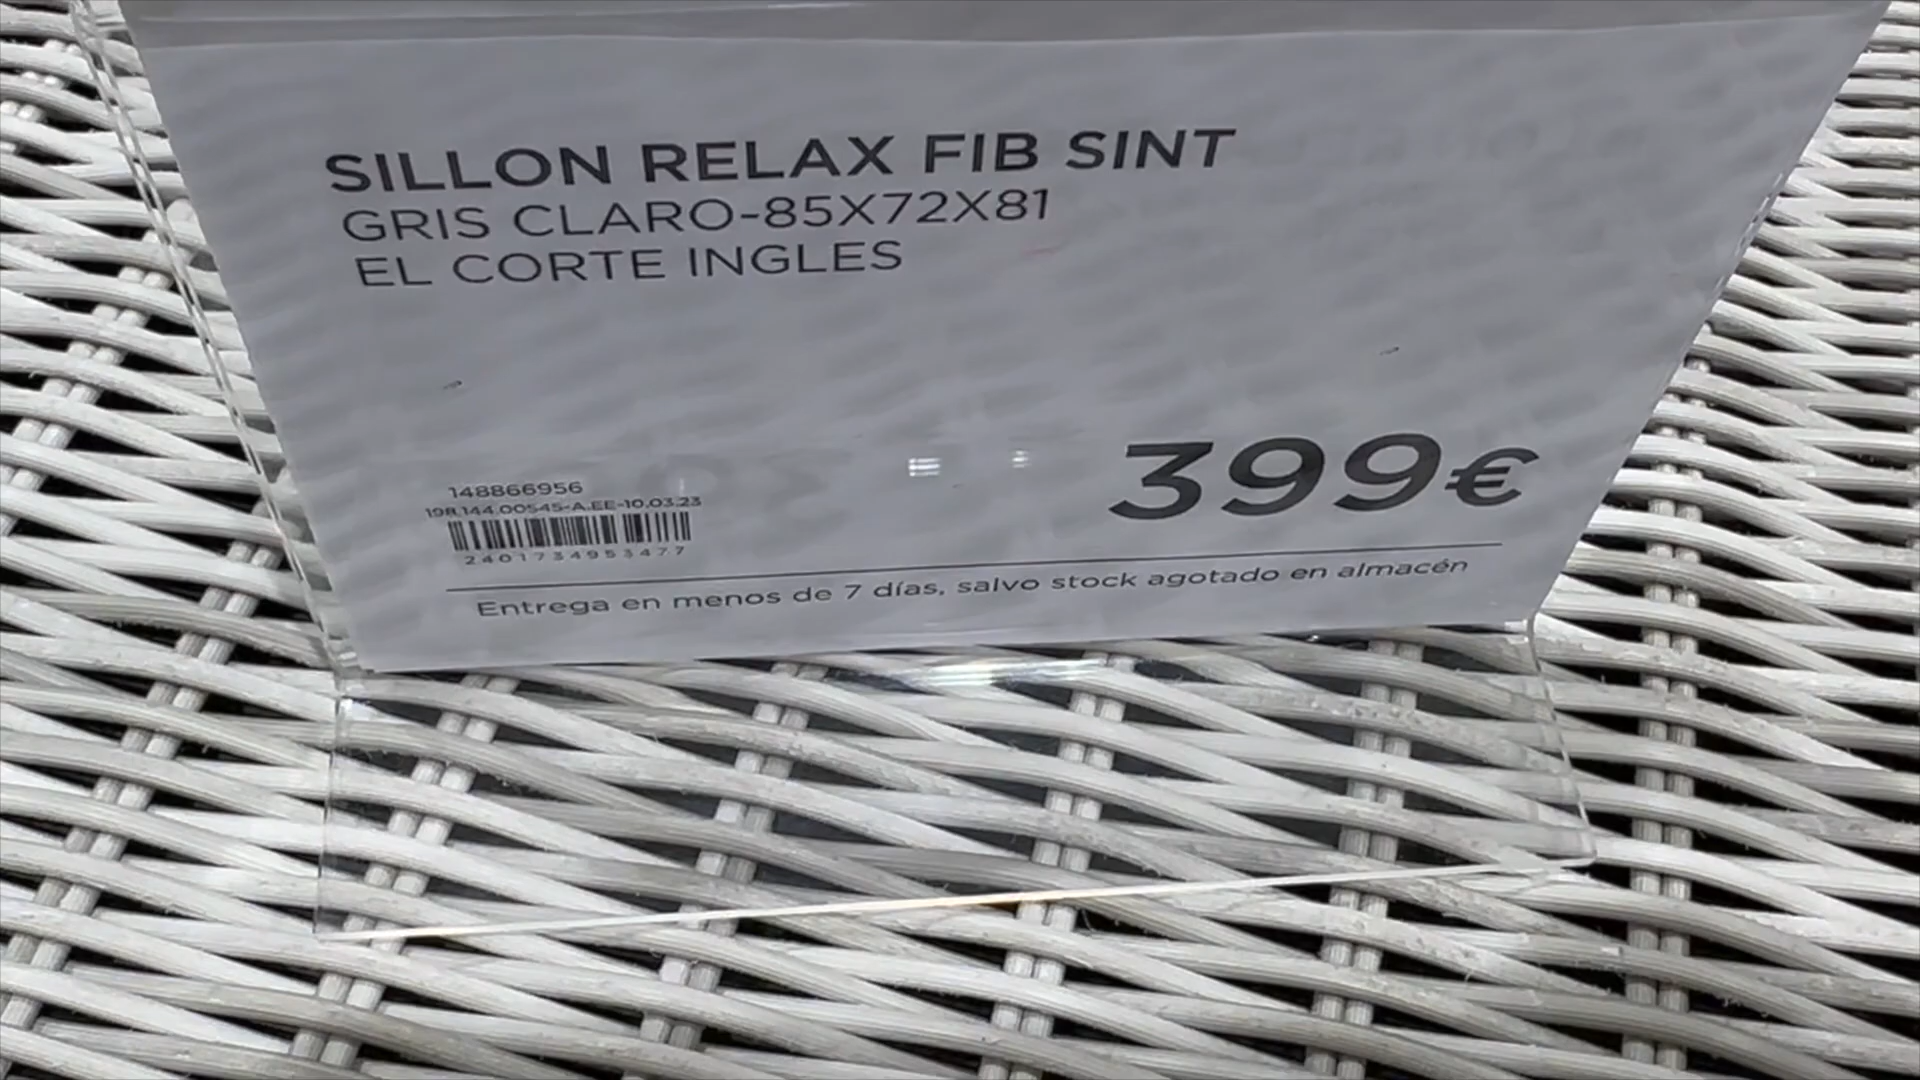 SILLON RELAX FIB SINT
GRIS CLARO-85X72X81
EL CORTE INGLES
399€
148866956
198.144.00545-A.EE-10.03.23
2401734953477
Entrega en menos de 7 días, salvo stock agotado en almacén